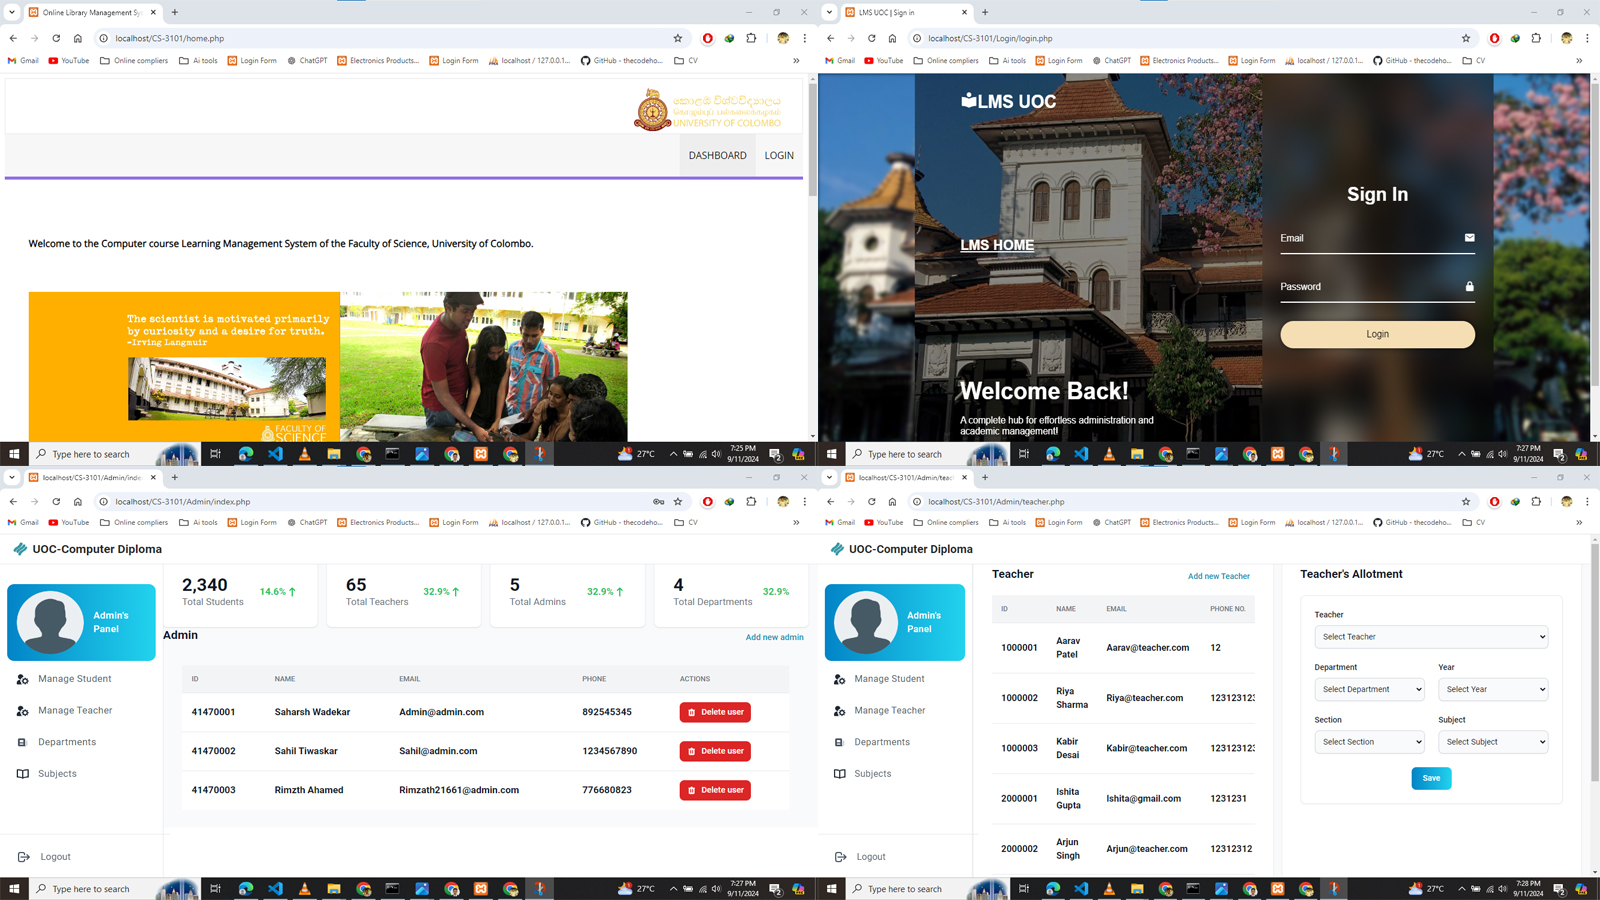 Online Library Management Sy
localhost/CS-3101/home.php
Gmail YouTube Online compliers Ai tools Login Form ChatGPT Electronics Products... Login Form localhost / 127.0.0.1... GitHub - thecodeho... CV
කොළඹ විශ්වවිද්‍යාලය
UNIVERSITY OF COLOMBO
DASHBOARD LOGIN
Welcome to the Computer course Learning Management System of the Faculty of Science, University of Colombo.
The scientist is motivated primarily
by curiosity and a desire for truth.
-Irving Langmuir
FACULTY OF
SCIENCE
Type here to search
27°C
7:25 PM
9/11/2024
LMS UOC | Sign in
localhost/CS-3101/Login/login.php
Gmail YouTube Online compliers Ai tools Login Form ChatGPT Electronics Products... Login Form localhost / 127.0.0.1... GitHub - thecodeho... CV
LMS UOC
LMS HOME
Welcome Back!
A complete hub for effortless administration and
academic management!
Sign In
Email
Password
Login
Type here to search
27°C
7:27 PM
9/11/2024
localhost/CS-3101/Admin/inde
localhost/CS-3101/Admin/index.php
Gmail YouTube Online compliers Ai tools Login Form ChatGPT Electronics Products... Login Form localhost / 127.0.0.1... GitHub - thecodeho... CV
UOC-Computer Diploma
Admin's
Panel
Manage Student
Manage Teacher
Departments
Subjects
Logout
2,340
Total Students
14.6%
65
Total Teachers
32.9%
5
Total Admins
32.9%
4
Total Departments
32.9%
Admin Add new admin
ID NAME EMAIL PHONE ACTIONS
41470001 Saharsh Wadekar Admin@admin.com 892545345 Delete user
41470002 Sahil Tiwaskar Sahil@admin.com 1234567890 Delete user
41470003 Rimzth Ahamed Rimzath21661@admin.com 776680823 Delete user
Type here to search
27°C
7:27 PM
9/11/2024
localhost/CS-3101/Admin/teac
localhost/CS-3101/Admin/teacher.php
Gmail YouTube Online compliers Ai tools Login Form ChatGPT Electronics Products... Login Form localhost / 127.0.0.1... GitHub - thecodeho... CV
UOC-Computer Diploma
Admin's
Panel
Manage Student
Manage Teacher
Departments
Subjects
Logout
Teacher Add new Teacher
ID NAME EMAIL PHONE NO.
1000001 Aarav Patel Aarav@teacher.com 12
1000002 Riya Sharma Riya@teacher.com 123123123
1000003 Kabir Desai Kabir@teacher.com 123123123
2000001 Ishita Gupta Ishita@gmail.com 1231231
2000002 Arjun Singh Arjun@teacher.com 12312312
Teacher's Allotment
Teacher
Select Teacher
Department Year
Select Department Select Year
Section Subject
Select Section Select Subject
Save
Type here to search
27°C
7:28 PM
9/11/2024